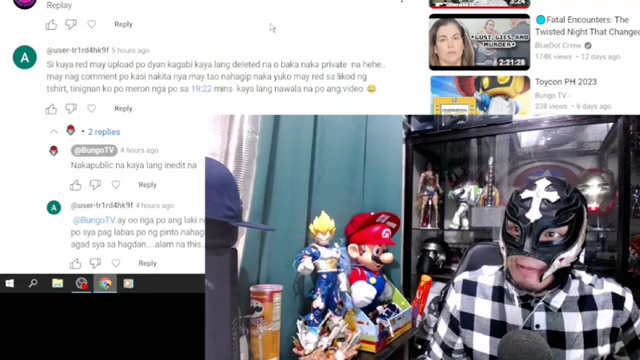 Replay
Reply
@user-tr1rd4hk9f 5 hours ago
Si kuya red may upload po dyan kagabi kaya lang deleted na o baka naka private na hehe..
may nag comment po kasi nakita nya may tao nahagip naka yuko may red sa likod ng
tshirt, tinignan ko po meron nga po sa 19:22 mins kaya lang nawala na po ang video 😂
Reply
2 replies
@BungoTV 4 hours ago
Nakapublic na kaya lang inedit na
Reply
@user-tr1rd4hk9f 4 hours ago
@BungoTV ay oo nga po ang laki
po sya pag labas po ng pinto nahag
agad sya sa hagdan....alam na this..
Reply
Fatal Encounters: The
Twisted Night That Changed
BlueDot Crime
174K views • 6 days ago
LUST, LIES, AND
MURDER
2:21:28
Toycon PH 2023
Bungo TV
238 views • 12 days ago